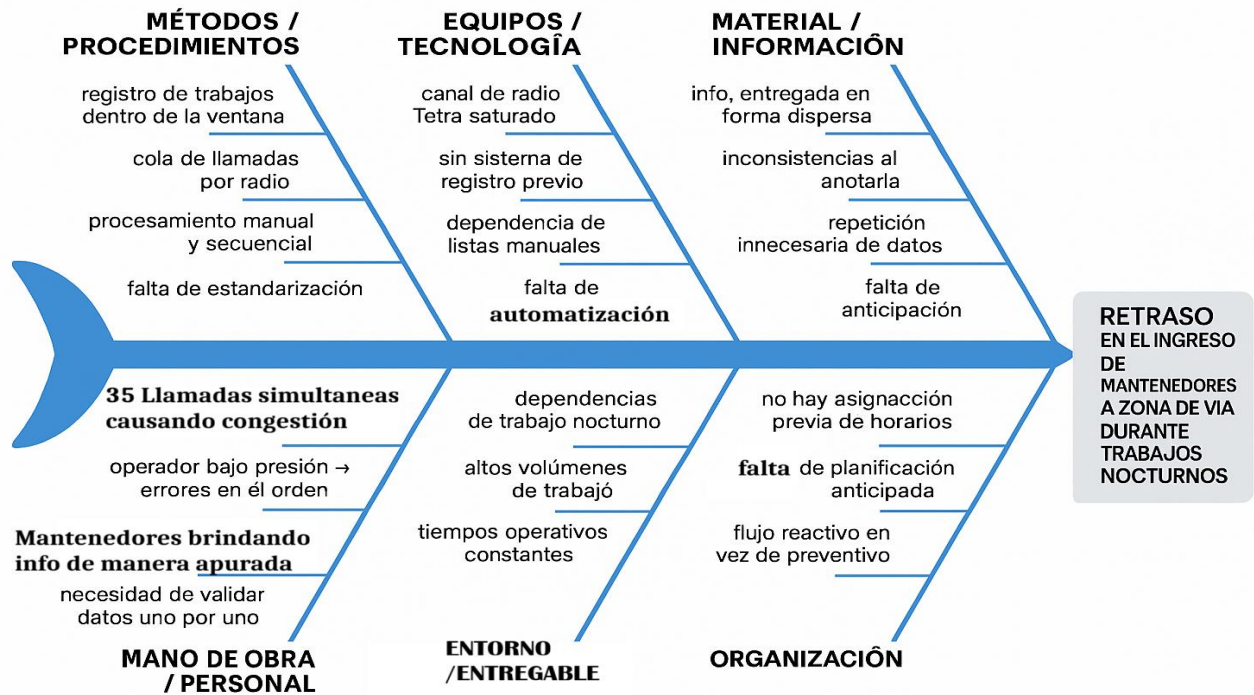 MÉTODOS /
PROCEDIMIENTOS
registro de trabajos
dentro de la ventana
cola de llamadas
por radio
procesamiento manual
y secuencial
falta de estandarización
EQUIPOS /
TECNOLOGÎA
canal de radio
Tetra saturado
sin sisterna de
registro previo
dependencia de
listas manuales
falta de
automatización
MATERIAL /
INFORMACIÓN
info, entregada en
forma dispersa
inconsistencias al
anotarla
repetición
innecesaria de datos
falta de
anticipación
RETRASO
EN EL INGRESO
DE
MANTENEDORES
A ZONA DE VIA
DURANTE
TRABAJOS
NOCTURNOS
35 Llamadas simultaneas
causando congestión
operador bajo presión →
errores en él orden
Mantenedores brindando
info de manera apurada
necesidad de validar
datos uno por uno
MANO DE OBRA
/ PERSONAL
dependencias
de trabajo nocturno
altos volúmenes
de trabajó
tiempos operativos
constantes
ENTORNO
/ENTREGABLE
no hay asignacción
previa de horarios
falta de planificación
anticipada
flujo reactivo en
vez de preventivo
ORGANIZACIÔN